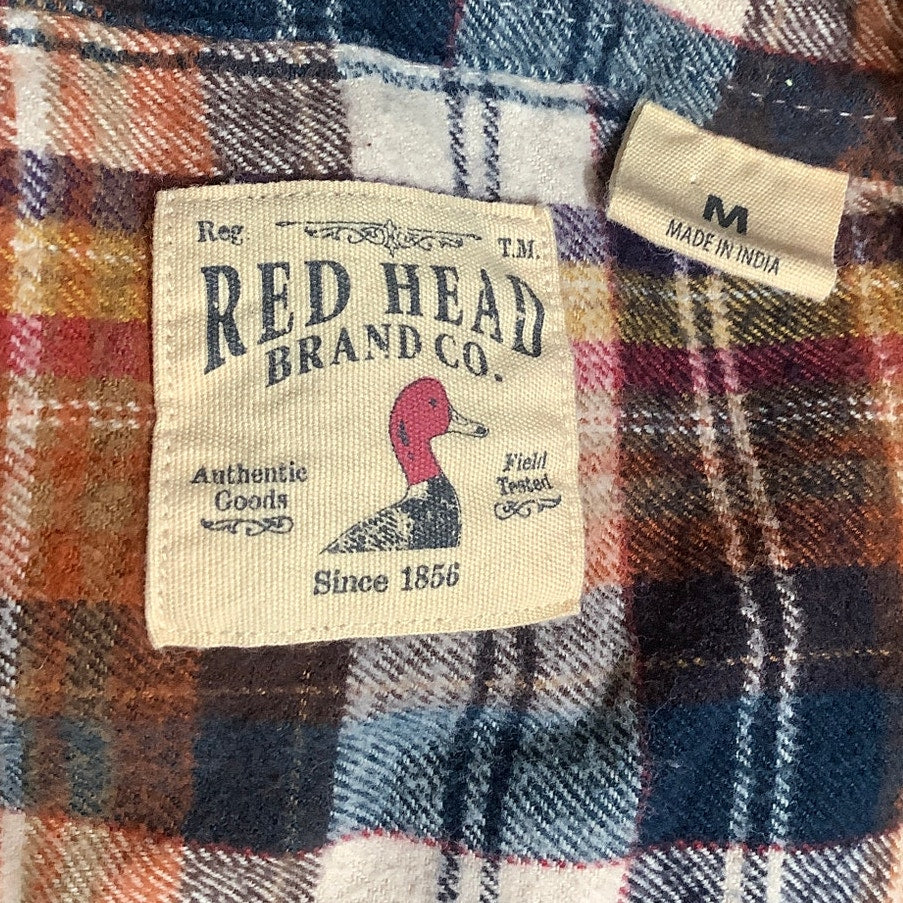 Reg. T.M.
RED HEAD
BRAND CO.
Authentic
Goods
Field
Tested
Since 1856
M
MADE IN INDIA